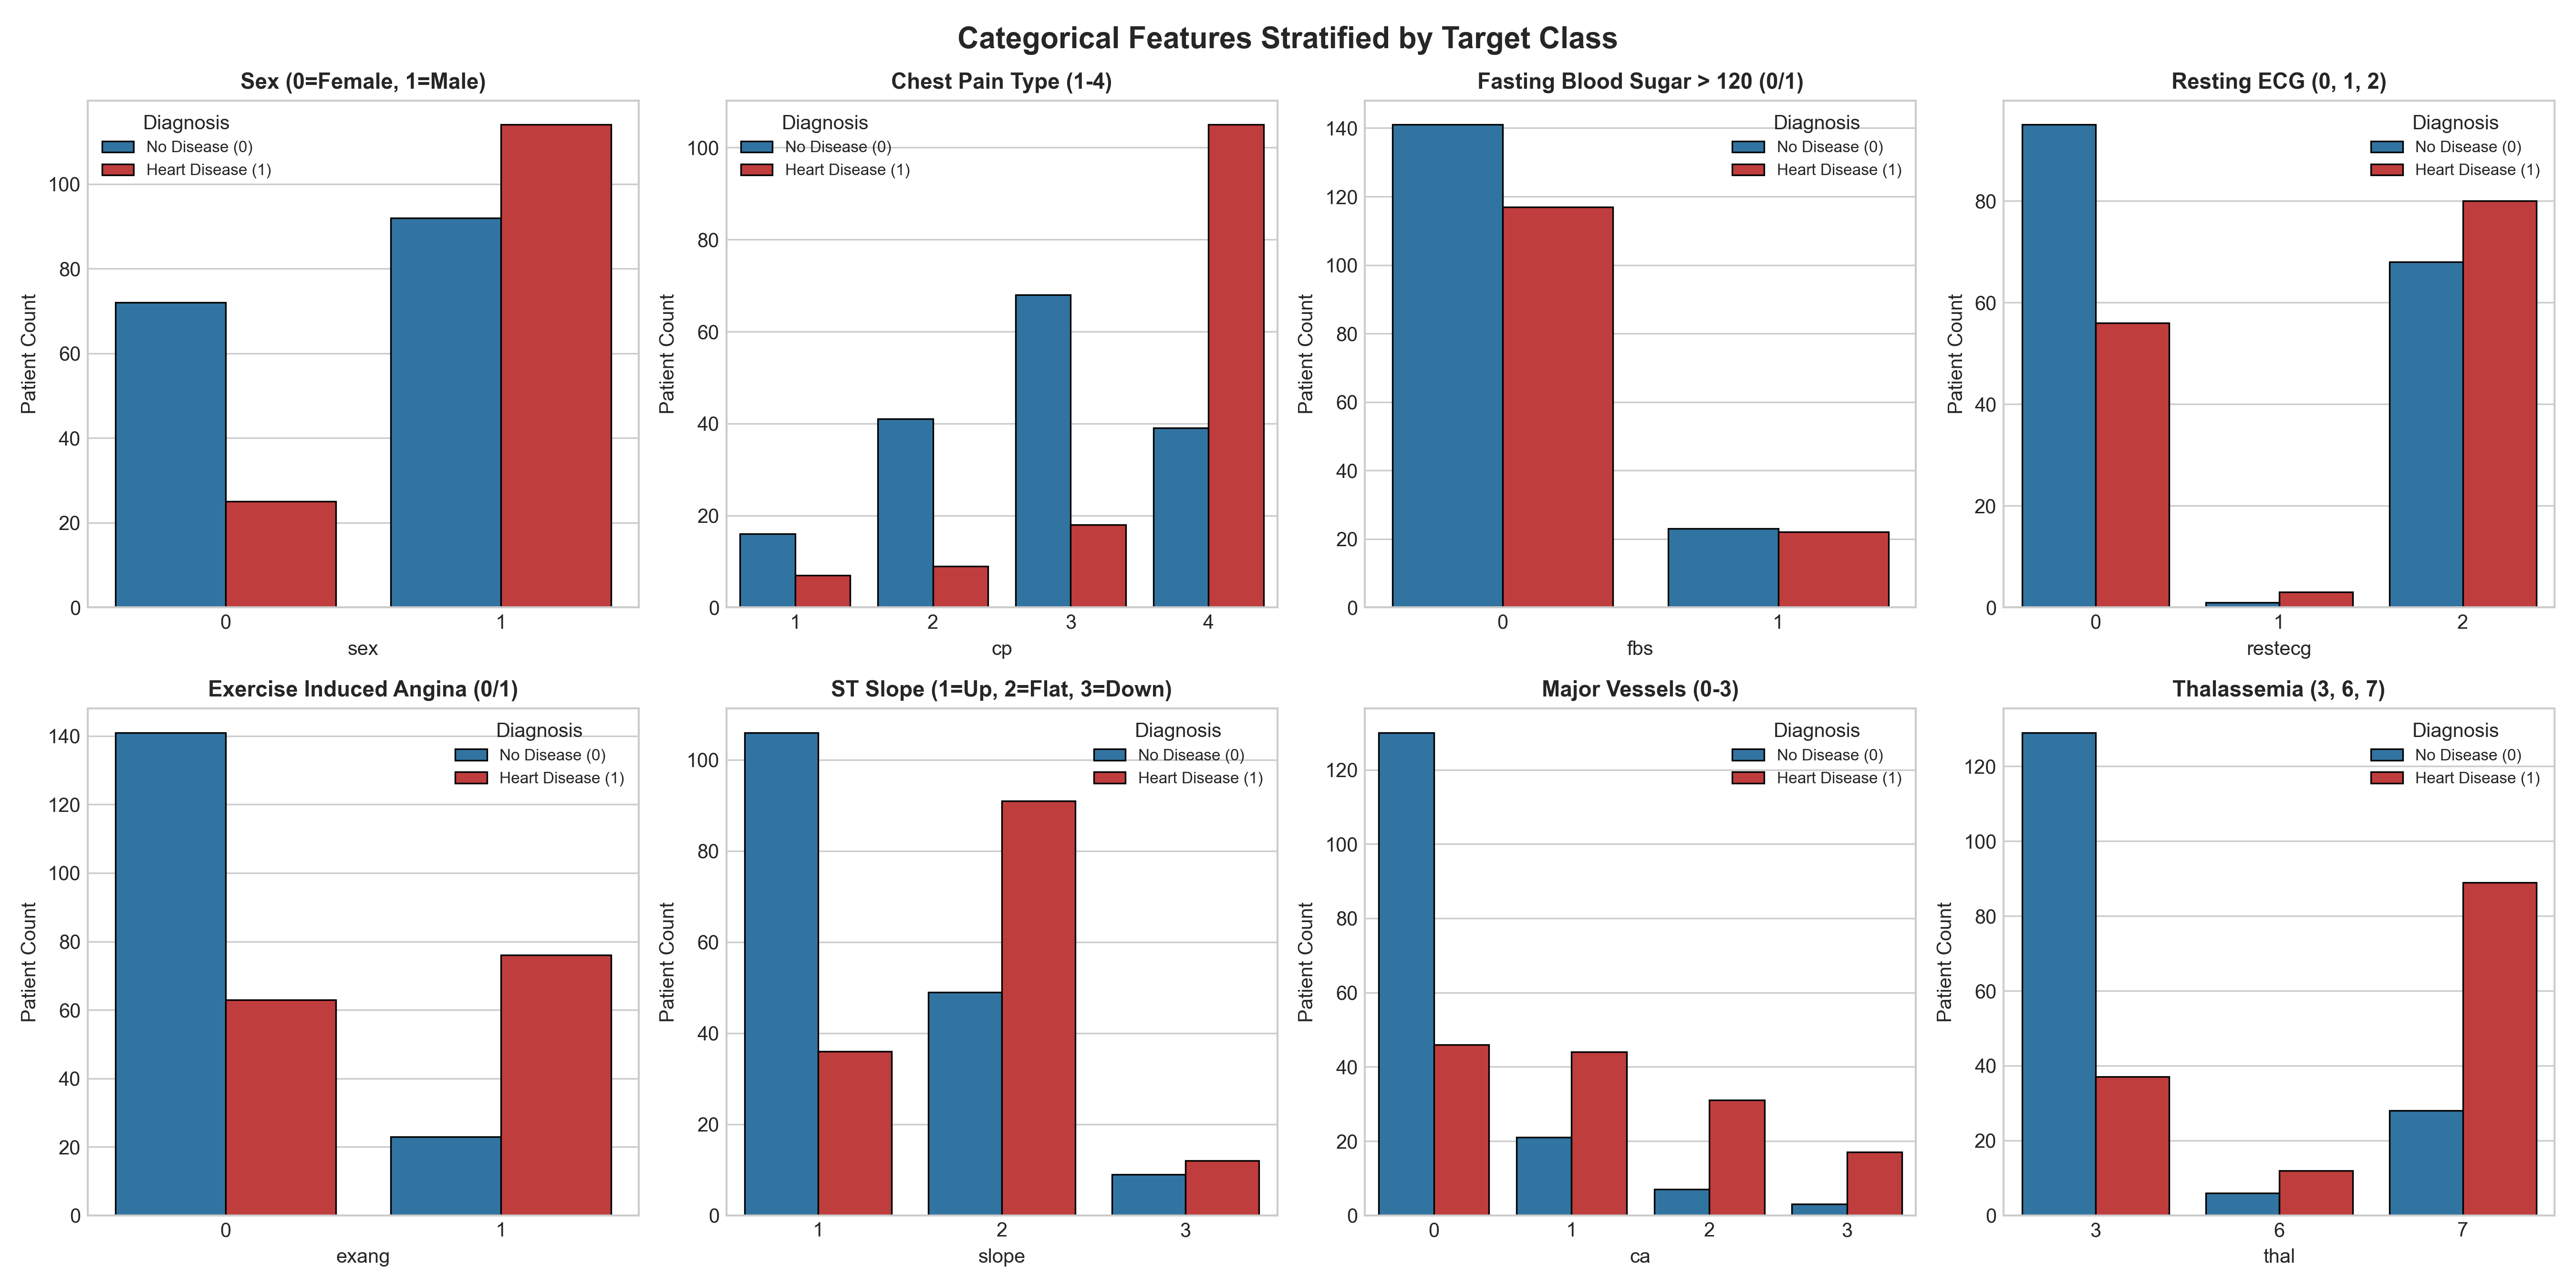 Categorical Features Stratified by Target Class
Sex (0=Female, 1=Male)
Diagnosis
No Disease (0)
Heart Disease (1)
100
80
60
40
20
0
Patient Count
0 1
sex
Chest Pain Type (1-4)
Diagnosis
No Disease (0)
Heart Disease (1)
100
80
60
40
20
0
Patient Count
1 2 3 4
cp
Fasting Blood Sugar > 120 (0/1)
Diagnosis
No Disease (0)
Heart Disease (1)
140
120
100
80
60
40
20
0
Patient Count
0 1
fbs
Resting ECG (0, 1, 2)
Diagnosis
No Disease (0)
Heart Disease (1)
80
60
40
20
0
Patient Count
0 1 2
restecg
Exercise Induced Angina (0/1)
Diagnosis
No Disease (0)
Heart Disease (1)
140
120
100
80
60
40
20
0
Patient Count
0 1
exang
ST Slope (1=Up, 2=Flat, 3=Down)
Diagnosis
No Disease (0)
Heart Disease (1)
100
80
60
40
20
0
Patient Count
1 2 3
slope
Major Vessels (0-3)
Diagnosis
No Disease (0)
Heart Disease (1)
120
100
80
60
40
20
0
Patient Count
0 1 2 3
ca
Thalassemia (3, 6, 7)
Diagnosis
No Disease (0)
Heart Disease (1)
120
100
80
60
40
20
0
Patient Count
3 6 7
thal